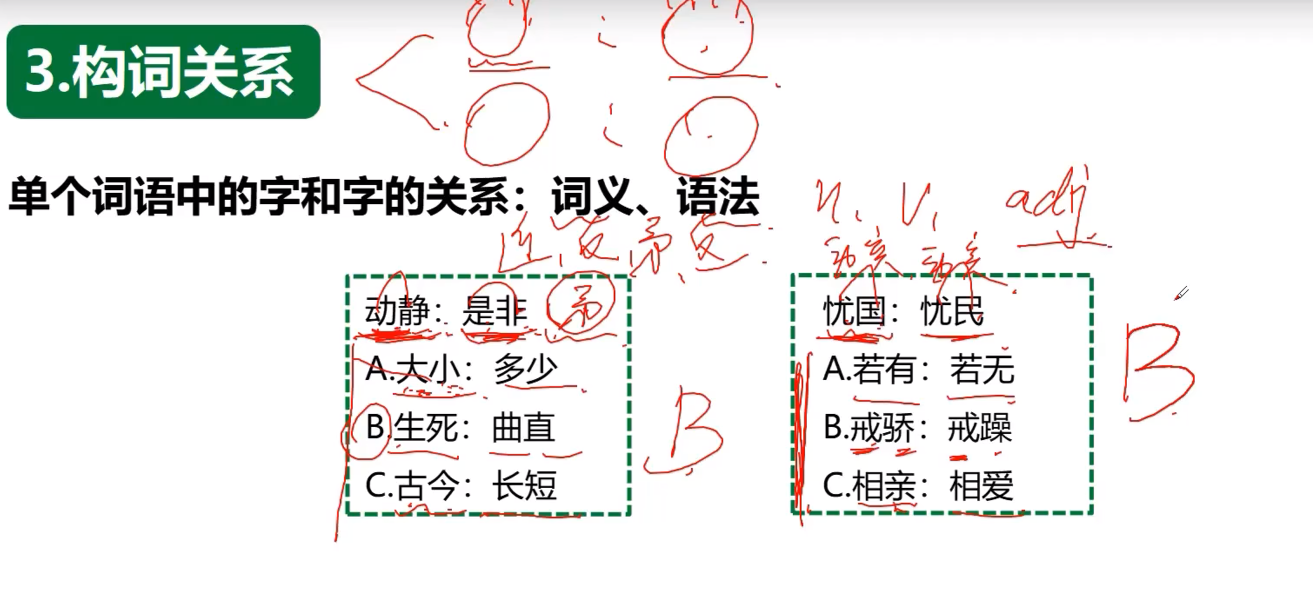 3.构词关系
单个词语中的字和字的关系：词义、语法
n. v. adj
近 反 矛 反
动宾 动宾
动静：是非 矛
A.大小：多少
B.生死：曲直
C.古今：长短
B
忧国：忧民
A.若有：若无
B.戒骄：戒躁
C.相亲：相爱
B